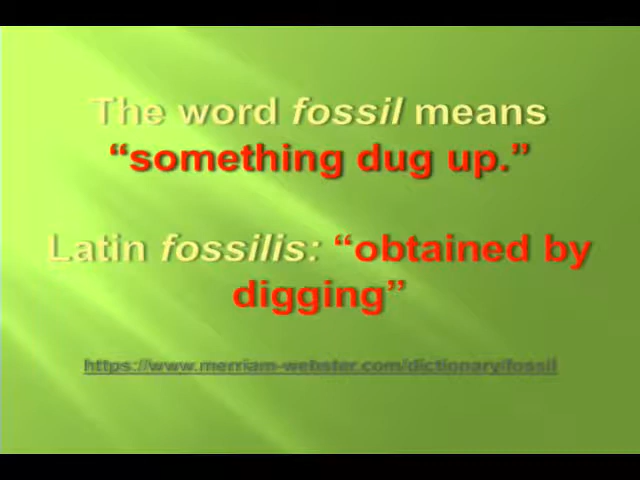 The word fossil means
“something dug up.”
Latin fossilis: “obtained by
digging”
https://www.merriam-webster.com/dictionary/fossil